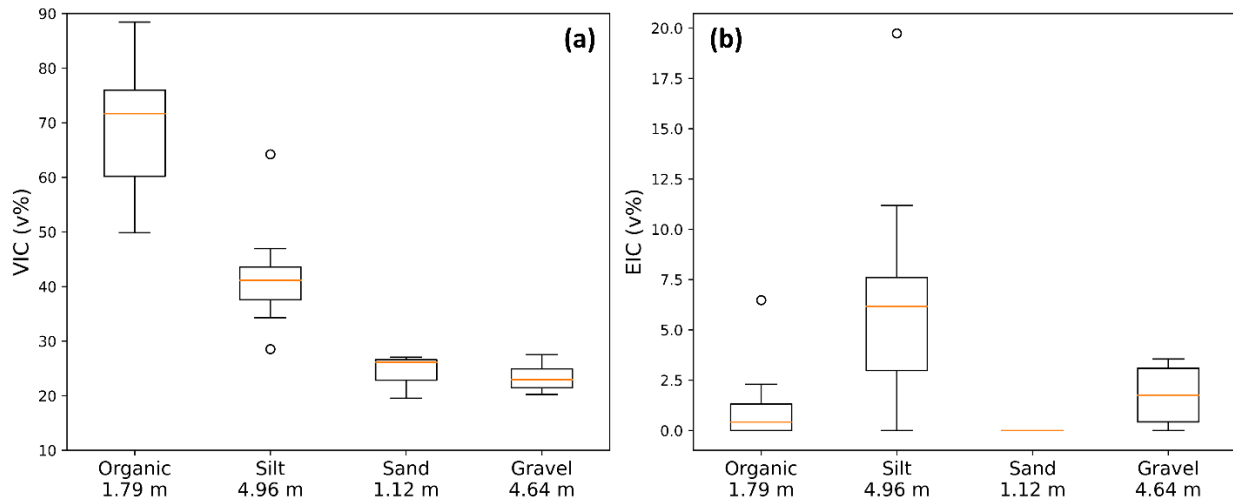 (a)
VIC (v%)
90
80
70
60
50
40
30
20
10
Organic Silt Sand Gravel
1.79 m 4.96 m 1.12 m 4.64 m
(b)
EIC (v%)
20.0
17.5
15.0
12.5
10.0
7.5
5.0
2.5
0.0
Organic Silt Sand Gravel
1.79 m 4.96 m 1.12 m 4.64 m